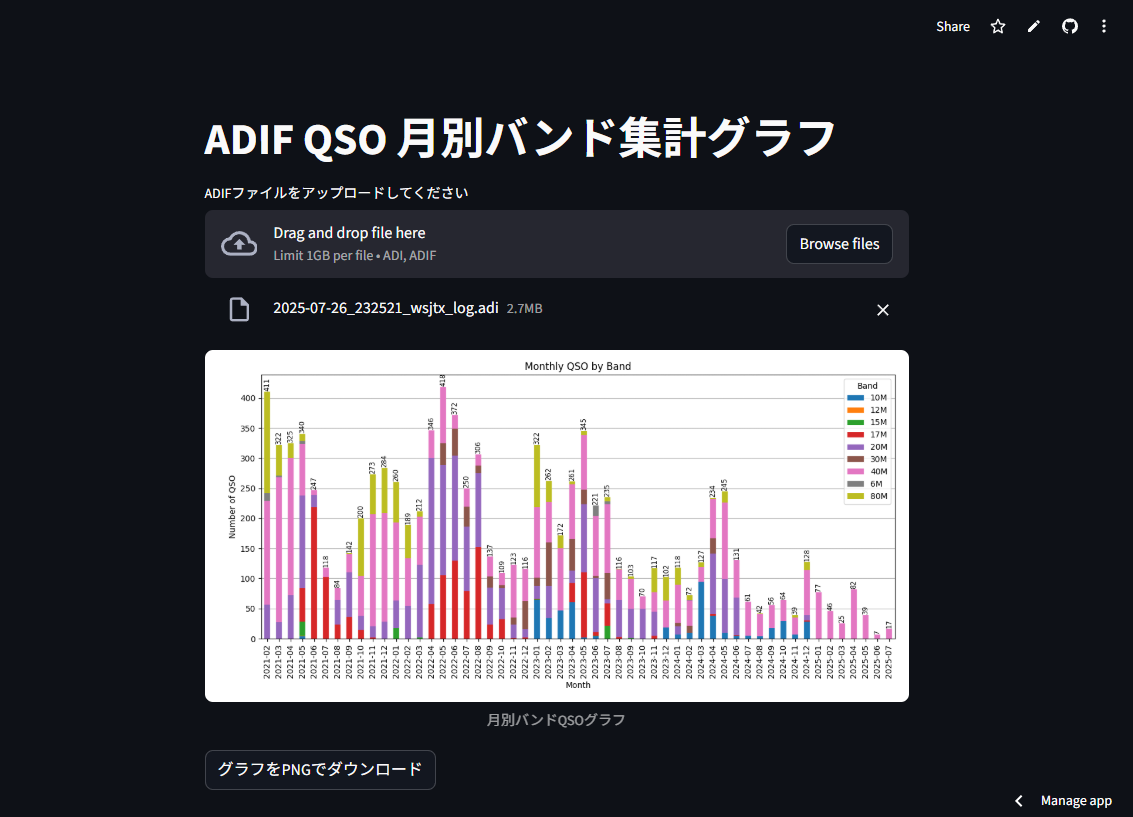 Share
ADIF QSO 月別バンド集計グラフ
ADIFファイルをアップロードしてください
Drag and drop file here
Limit 1GB per file • ADI, ADIF
Browse files
2025-07-26_232521_wsjtx_log.adi 2.7MB
Monthly QSO by Band
Band
10M
12M
15M
17M
20M
30M
40M
6M
80M
Number of QSO
400
350
300
250
200
150
100
50
0
411 322 325 340 247 118 84 142 200 273 284 260 189 212 346 418 372 250 306 137 109 123 116 322 262 172 261 345 221 235 116 103 70 117 102 118 72 127 234 245 131 61 42 56 64 39 128 77 46 25 82 39 7 17
2021-02 2021-03 2021-04 2021-05 2021-06 2021-07 2021-08 2021-09 2021-10 2021-11 2021-12 2022-01 2022-02 2022-03 2022-04 2022-05 2022-06 2022-07 2022-08 2022-09 2022-10 2022-11 2022-12 2023-01 2023-02 2023-03 2023-04 2023-05 2023-06 2023-07 2023-08 2023-09 2023-10 2023-11 2023-12 2024-01 2024-02 2024-03 2024-04 2024-05 2024-06 2024-07 2024-08 2024-09 2024-10 2024-11 2024-12 2025-01 2025-02 2025-03 2025-04 2025-05 2025-06 2025-07
Month
月別バンドQSOグラフ
グラフをPNGでダウンロード
Manage app